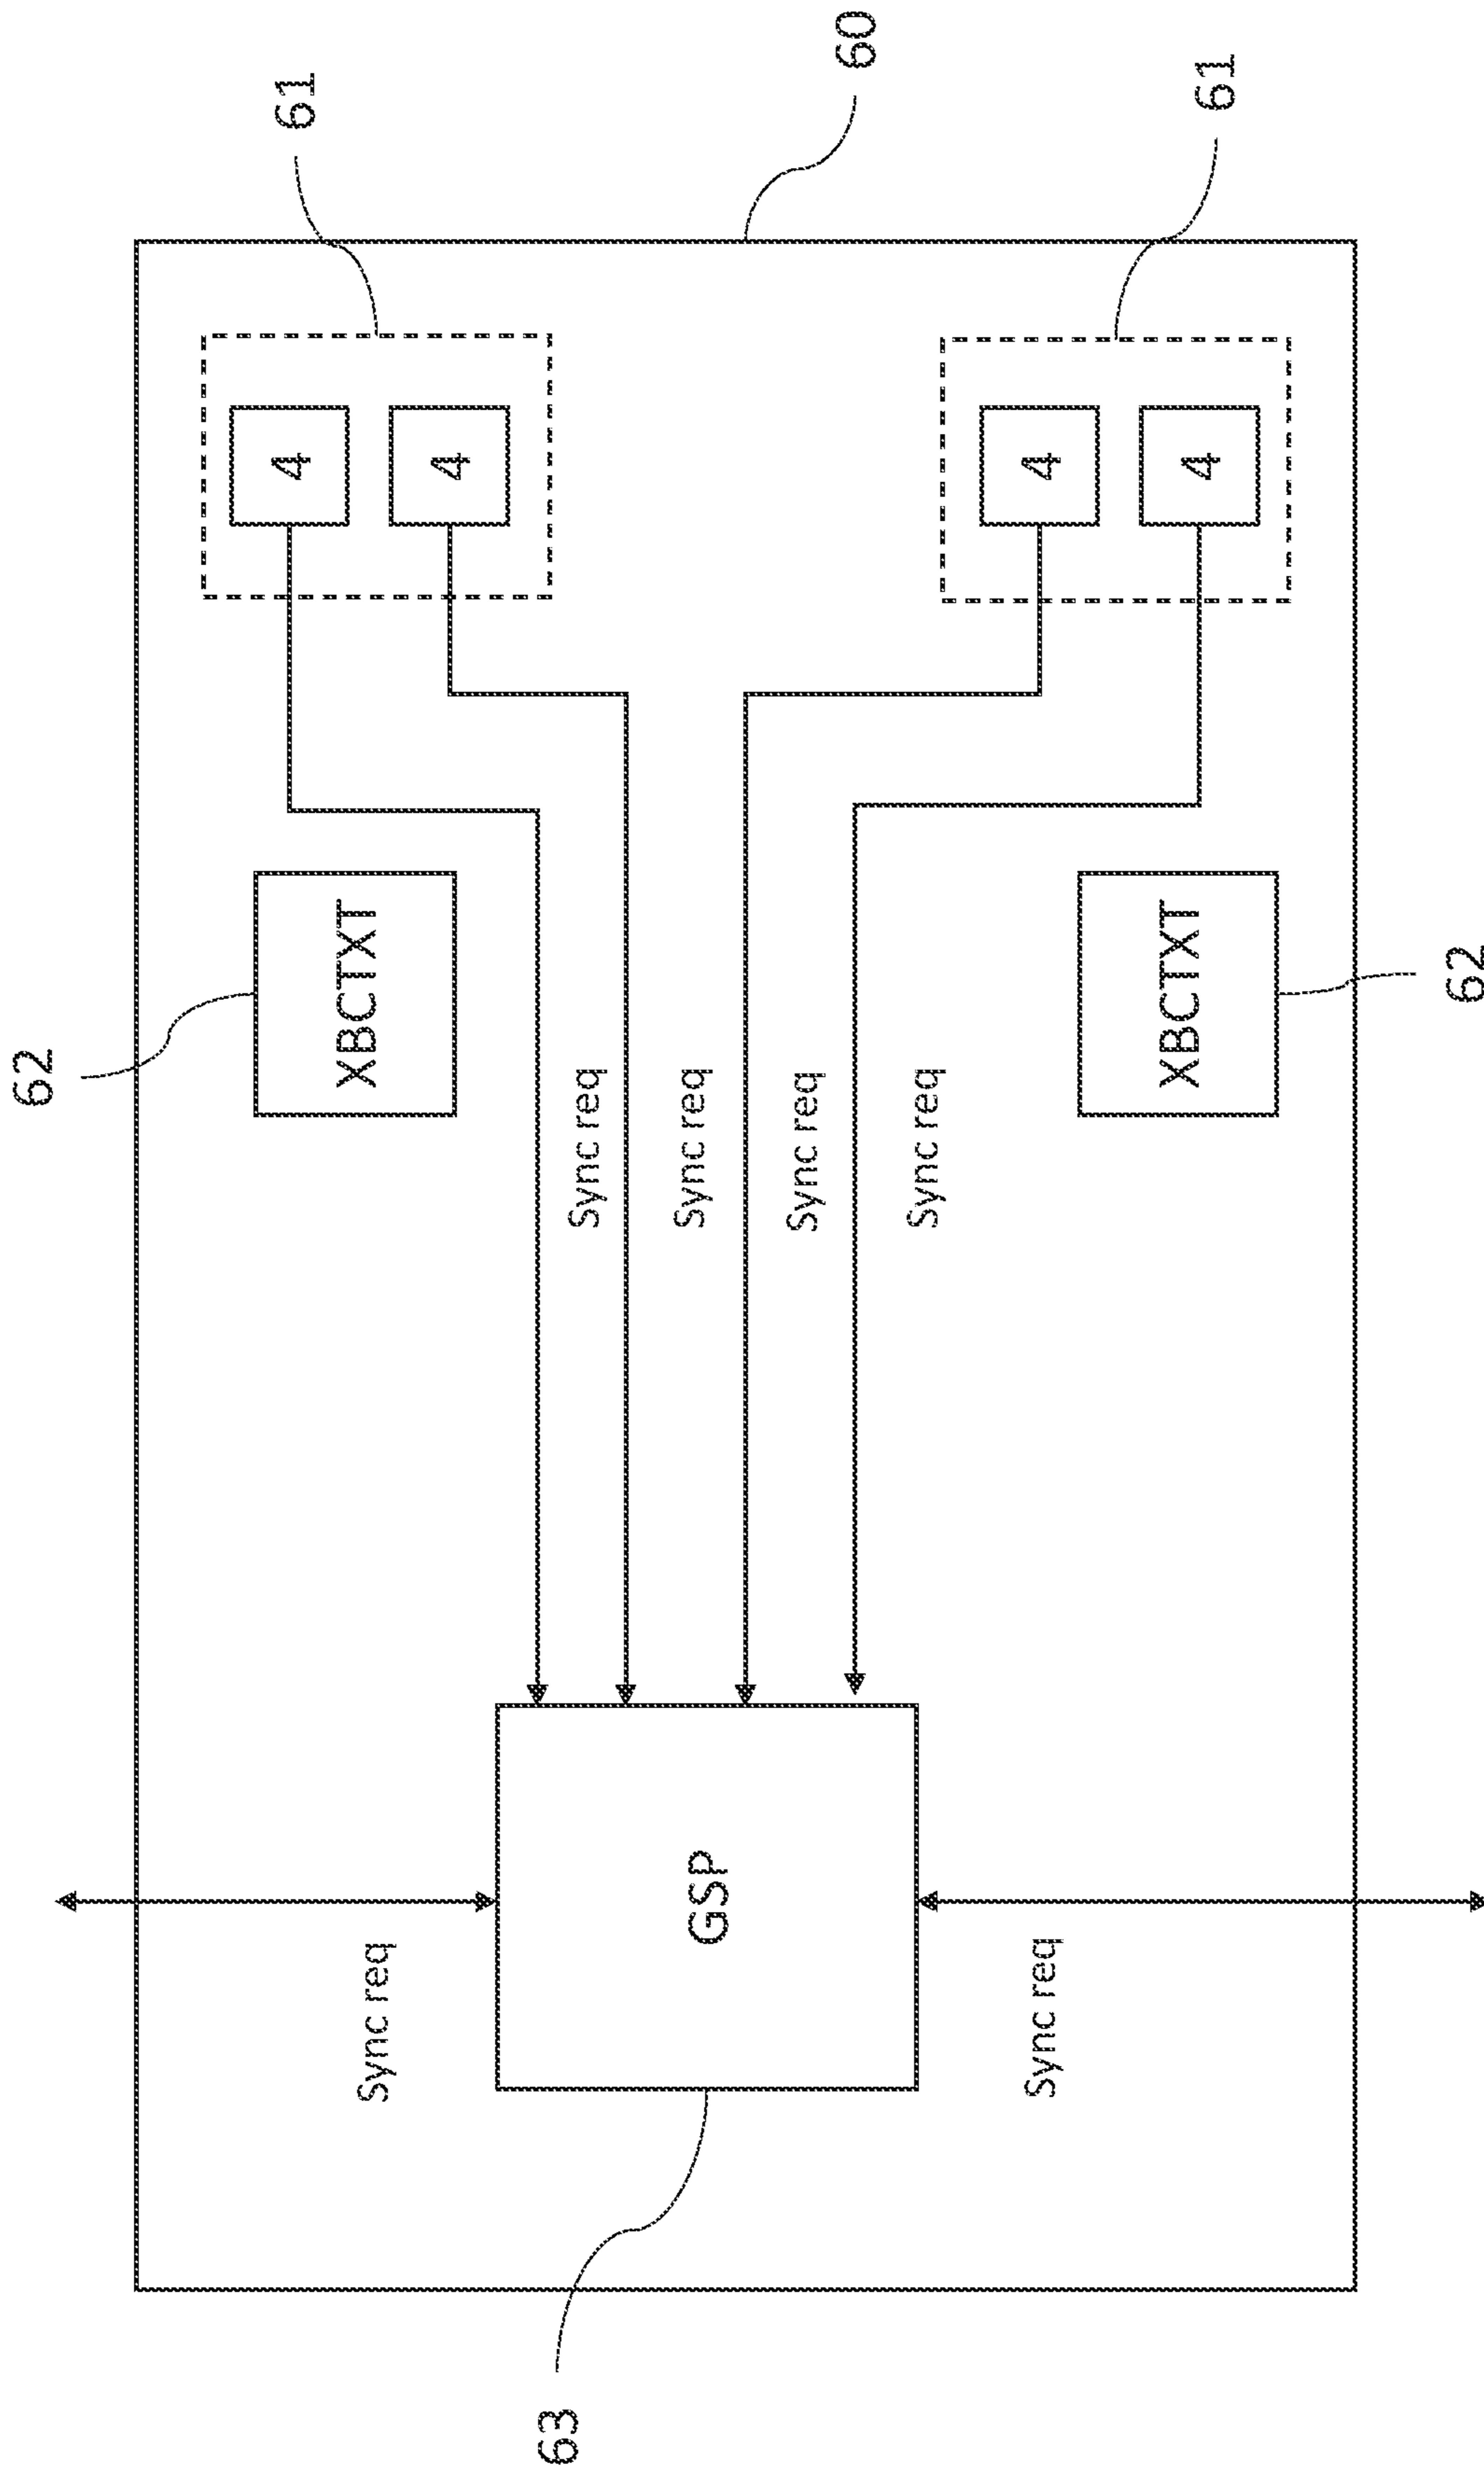 62
61
4
XBCTXT
Sync req
4
63
Sync req
Sync req
GSP
Sync req
60
Sync req
Sync req
4
XBCTXT
4
61
62